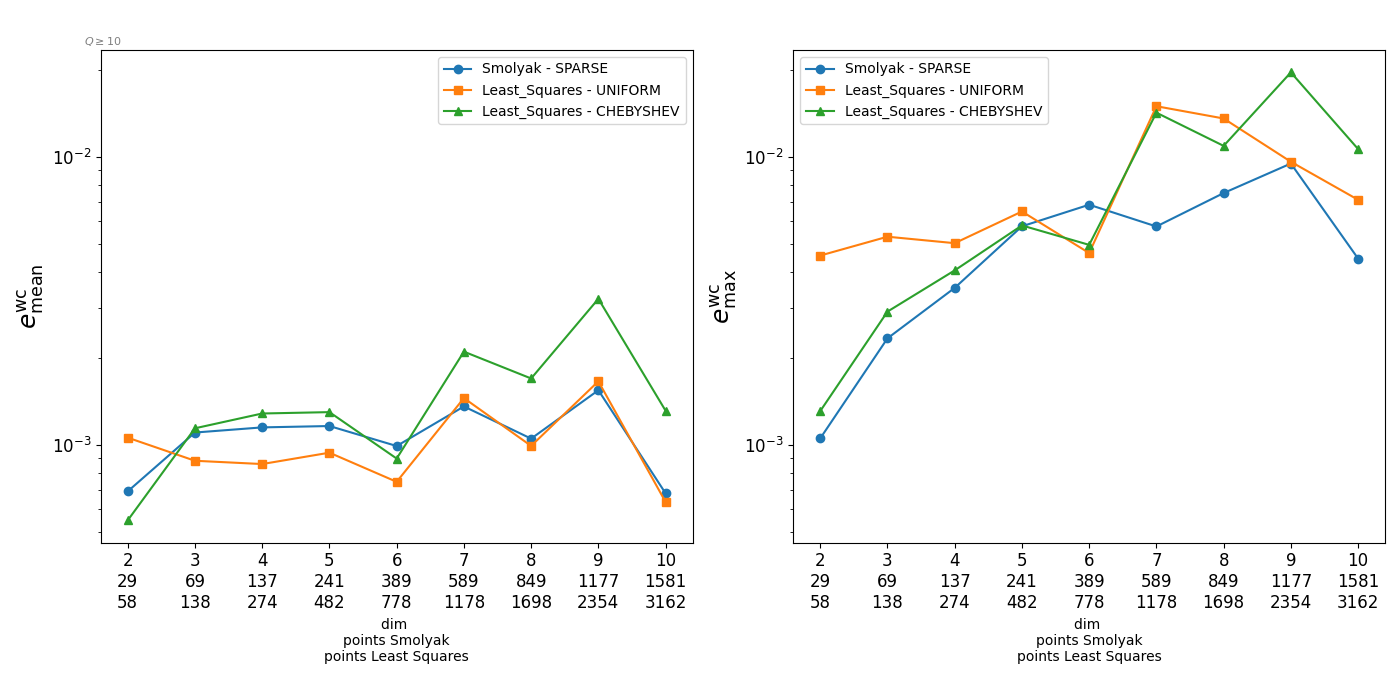 Q ≥ 10
Smolyak - SPARSE
Least_Squares - UNIFORM
Least_Squares - CHEBYSHEV
10^{-2}
10^{-3}
e^{wc}_{mean}
2 3 4 5 6 7 8 9 10
29 69 137 241 389 589 849 1177 1581
58 138 274 482 778 1178 1698 2354 3162
dim
points Smolyak
points Least Squares
Smolyak - SPARSE
Least_Squares - UNIFORM
Least_Squares - CHEBYSHEV
10^{-2}
10^{-3}
e^{wc}_{max}
2 3 4 5 6 7 8 9 10
29 69 137 241 389 589 849 1177 1581
58 138 274 482 778 1178 1698 2354 3162
dim
points Smolyak
points Least Squares